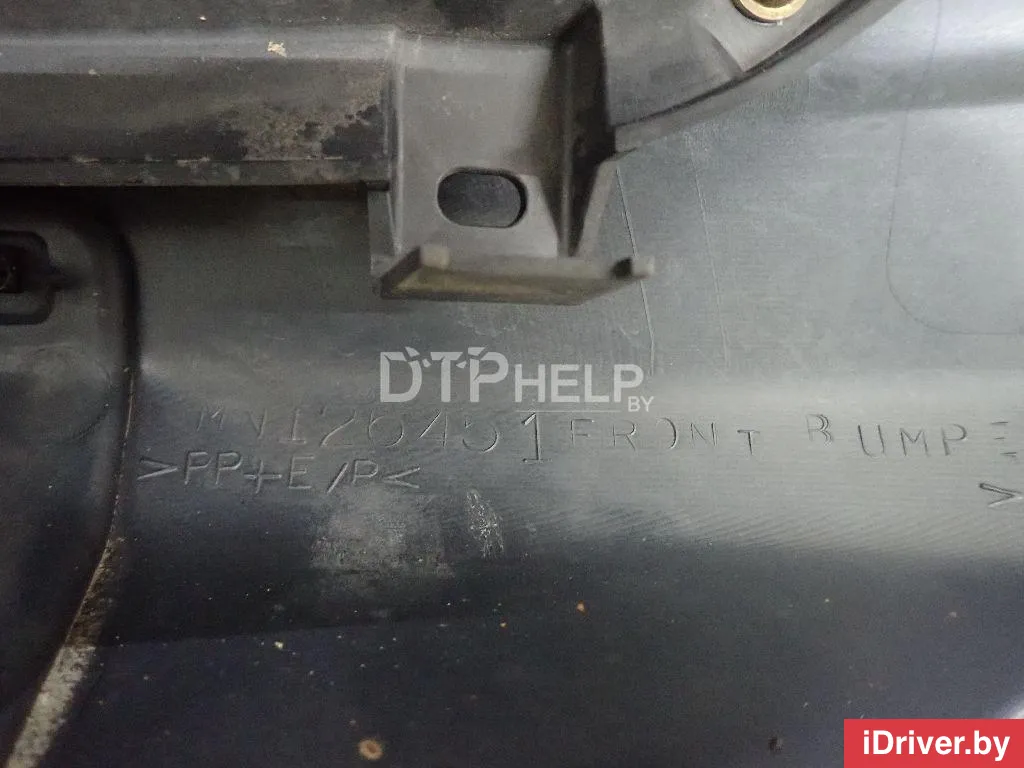 DTPHELP
BY
MN126451 FRONT BUMPE
>PP+E/P< >
iDriver.by